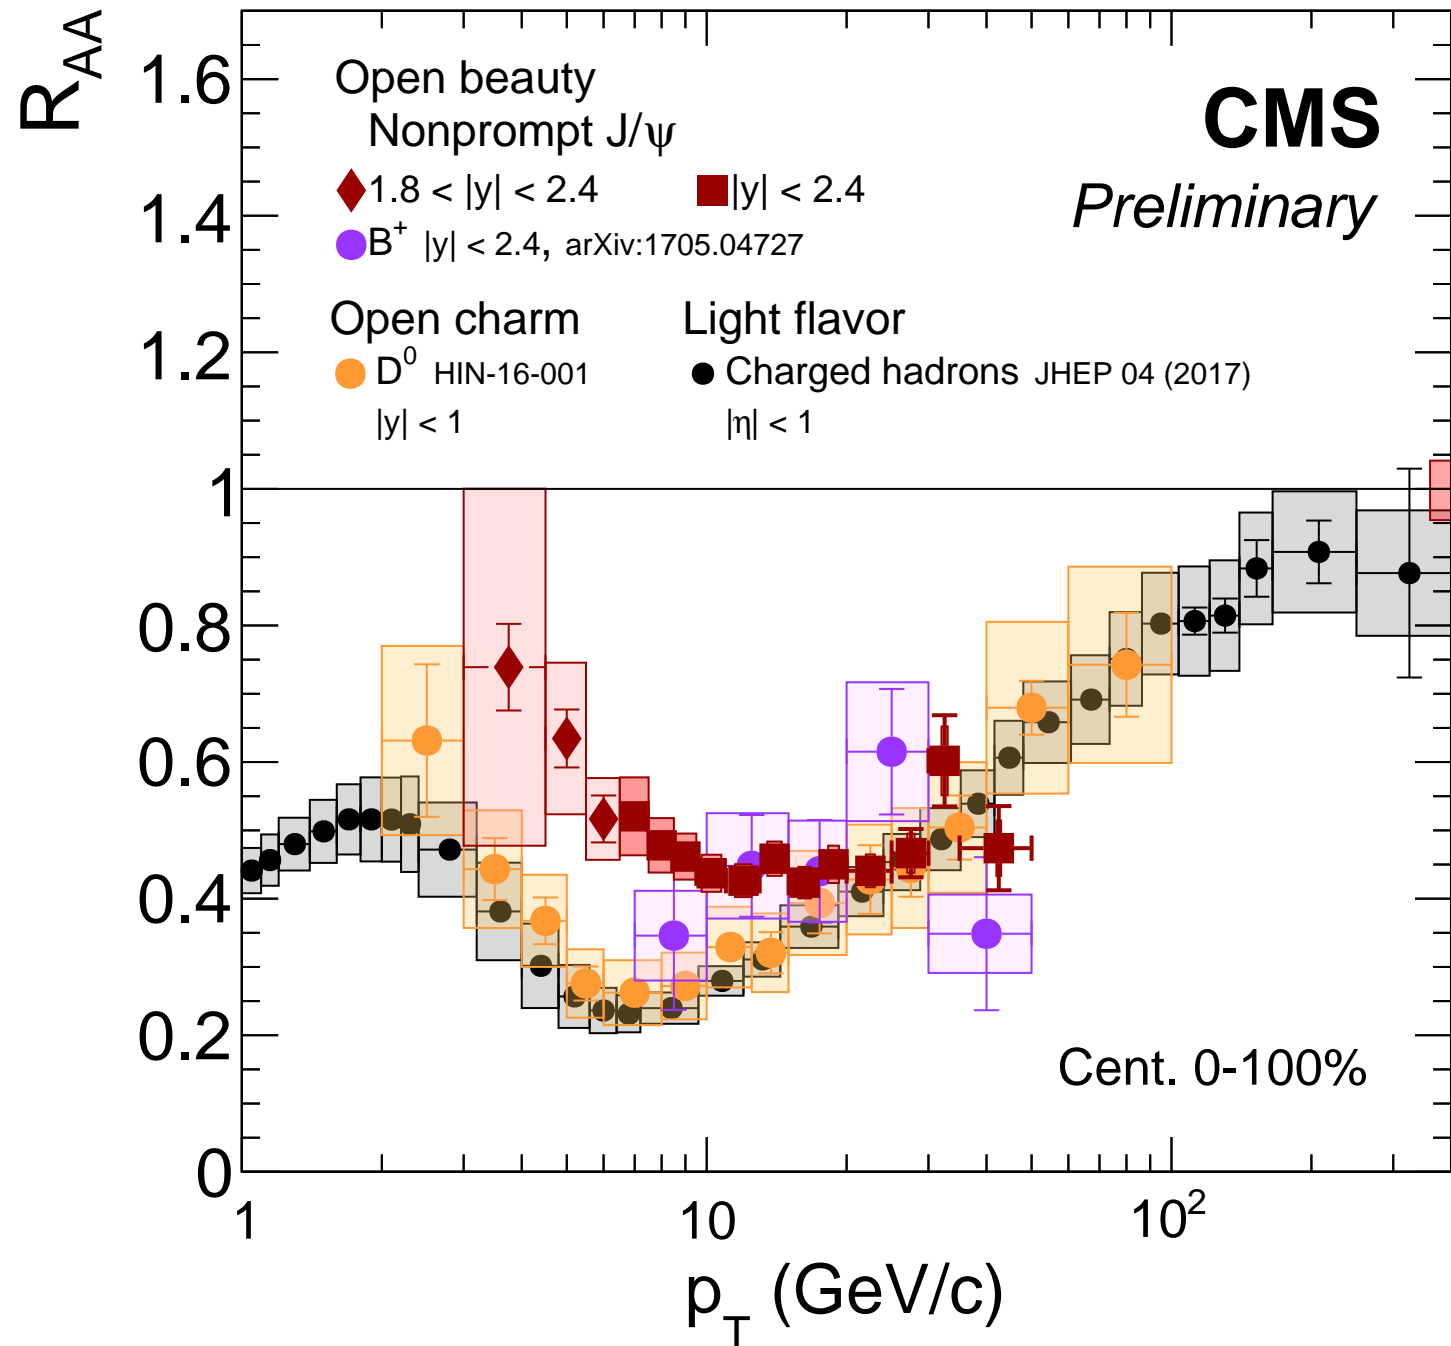 R_AA
1.6
1.4
1.2
1
0.8
0.6
0.4
0.2
0
Open beauty
Nonprompt J/ψ
1.8 < |y| < 2.4
|y| < 2.4
B⁺ |y| < 2.4, arXiv:1705.04727
Open charm
Light flavor
D⁰ HIN-16-001
Charged hadrons JHEP 04 (2017)
|y| < 1
|η| < 1
CMS
Preliminary
Cent. 0-100%
1
10
10²
p_T (GeV/c)